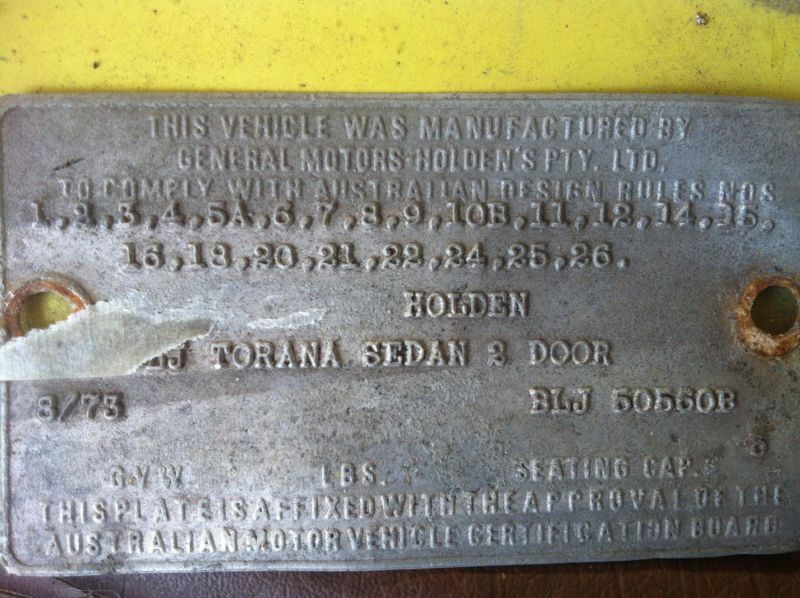 THIS VEHICLE WAS MANUFACTURED BY
GENERAL MOTORS-HOLDEN'S PTY. LTD.
TO COMPLY WITH AUSTRALIAN DESIGN RULES NOS
1,2,3,4,5A,6,7,8,9,10B,11,12,14,15,
16,18,20,21,22,24,25,26.
HOLDEN
LJ TORANA SEDAN 2 DOOR
8/73 BLJ 50560B
5
G.V.W. LBS. SEATING CAP.
THIS PLATE IS AFFIXED WITH THE APPROVAL OF THE
AUSTRALIAN MOTOR VEHICLE CERTIFICATION BOARD